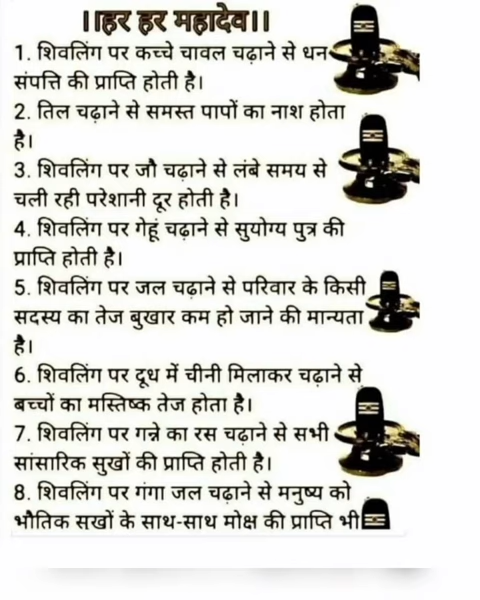 ।।हर हर महादेव।।
1. शिवलिंग पर कच्चे चावल चढ़ाने से धन
संपत्ति की प्राप्ति होती है।
2. तिल चढ़ाने से समस्त पापों का नाश होता
है।
3. शिवलिंग पर जौ चढ़ाने से लंबे समय से
चली रही परेशानी दूर होती है।
4. शिवलिंग पर गेहूं चढ़ाने से सुयोग्य पुत्र की
प्राप्ति होती है।
5. शिवलिंग पर जल चढ़ाने से परिवार के किसी
सदस्य का तेज बुखार कम हो जाने की मान्यता
है।
6. शिवलिंग पर दूध में चीनी मिलाकर चढ़ाने से
बच्चों का मस्तिष्क तेज होता है।
7. शिवलिंग पर गन्ने का रस चढ़ाने से सभी
सांसारिक सुखों की प्राप्ति होती है।
8. शिवलिंग पर गंगा जल चढ़ाने से मनुष्य को
भौतिक सुखों के साथ-साथ मोक्ष की प्राप्ति भी